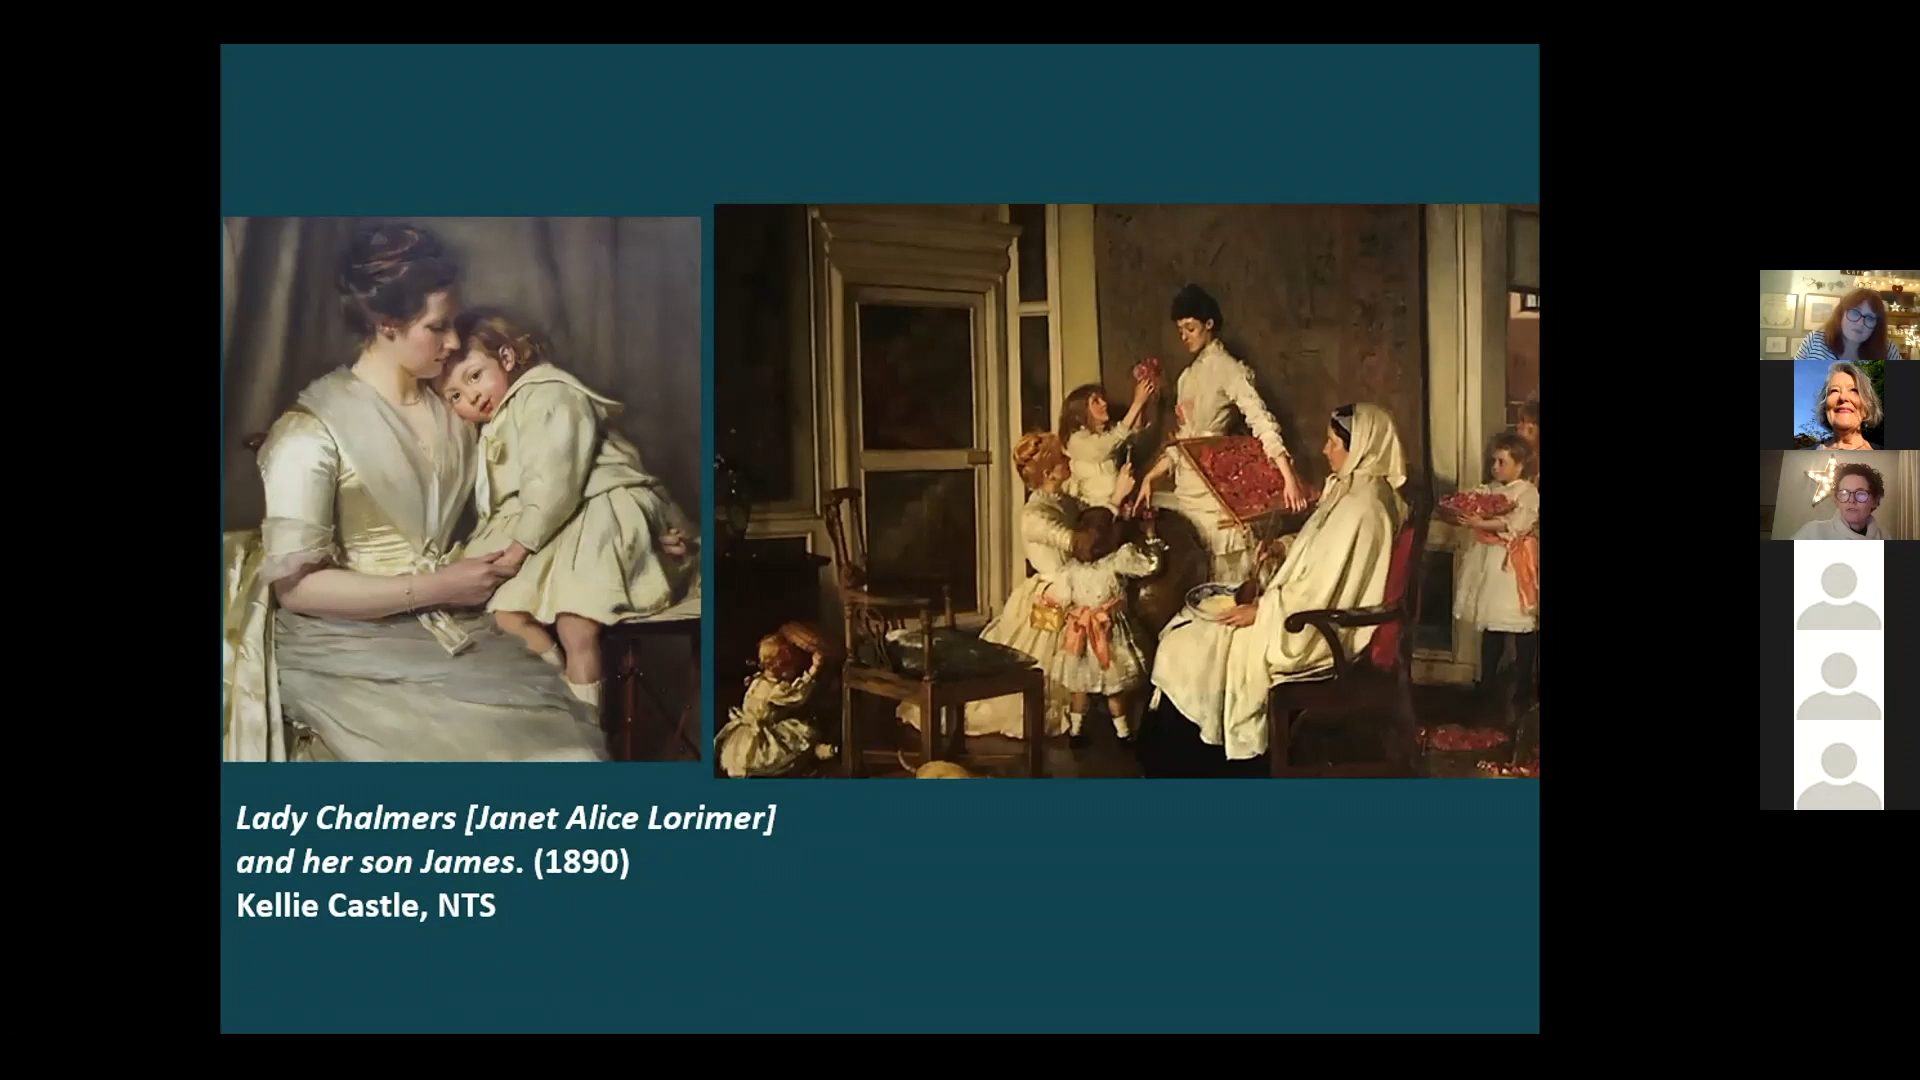 Lady Chalmers [Janet Alice Lorimer]
and her son James. (1890)
Kellie Castle, NTS